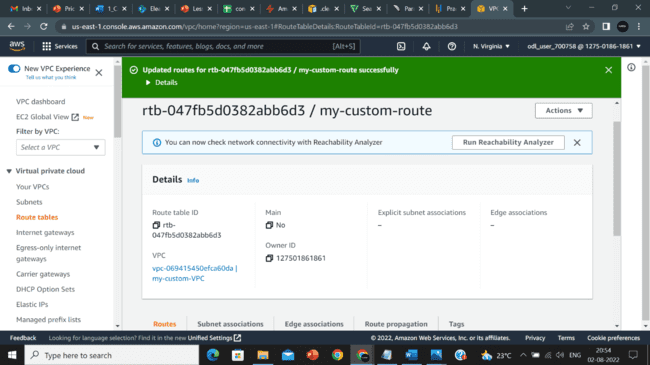 Inb
Pris
1_C
Ele
Les
con
Am
.cle
Par
Sec
Pra
VPC
us-east-1.console.aws.amazon.com/vpc/home?region=us-east-1#RouteTableDetails:RouteTableId=rtb-047fb5d0382abb6d3
aws
Services
Search for services, features, blogs, docs, and more
[Alt+S]
N. Virginia
odl_user_700758 @ 1275-0186-1861
New VPC Experience
Tell us what you think
Updated routes for rtb-047fb5d0382abb6d3 / my-custom-route successfully
Details
VPC dashboard
EC2 Global View New
Filter by VPC:
Select a VPC
Virtual private cloud
Your VPCs
Subnets
Route tables
Internet gateways
Egress-only internet
gateways
Carrier gateways
DHCP Option Sets
Elastic IPs
Managed prefix lists
rtb-047fb5d0382abb6d3 / my-custom-route
Actions
You can now check network connectivity with Reachability Analyzer
Run Reachability Analyzer
Details Info
Route table ID
rtb-
047fb5d0382abb6d3
Main
No
Explicit subnet associations
–
Edge associations
–
VPC
vpc-069415450efca60da |
my-custom-VPC
Owner ID
127501861861
Routes
Subnet associations
Edge associations
Route propagation
Tags
Feedback
Looking for language selection? Find it in the new Unified Settings
© 2022, Amazon Web Services, Inc. or its affiliates.
Privacy
Terms
Cookie preferences
Type here to search
23°C
ENG
20:54
02-08-2022